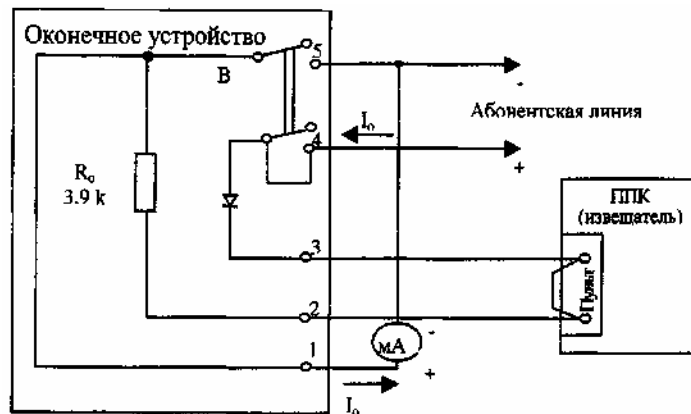 Оконечное устройство
В
5
-
I₀
Абонентская линия
4
+
R₀
3.9 k
ППК
(извещатель)
3
Пульт
2
-
мА
1
+
I₀